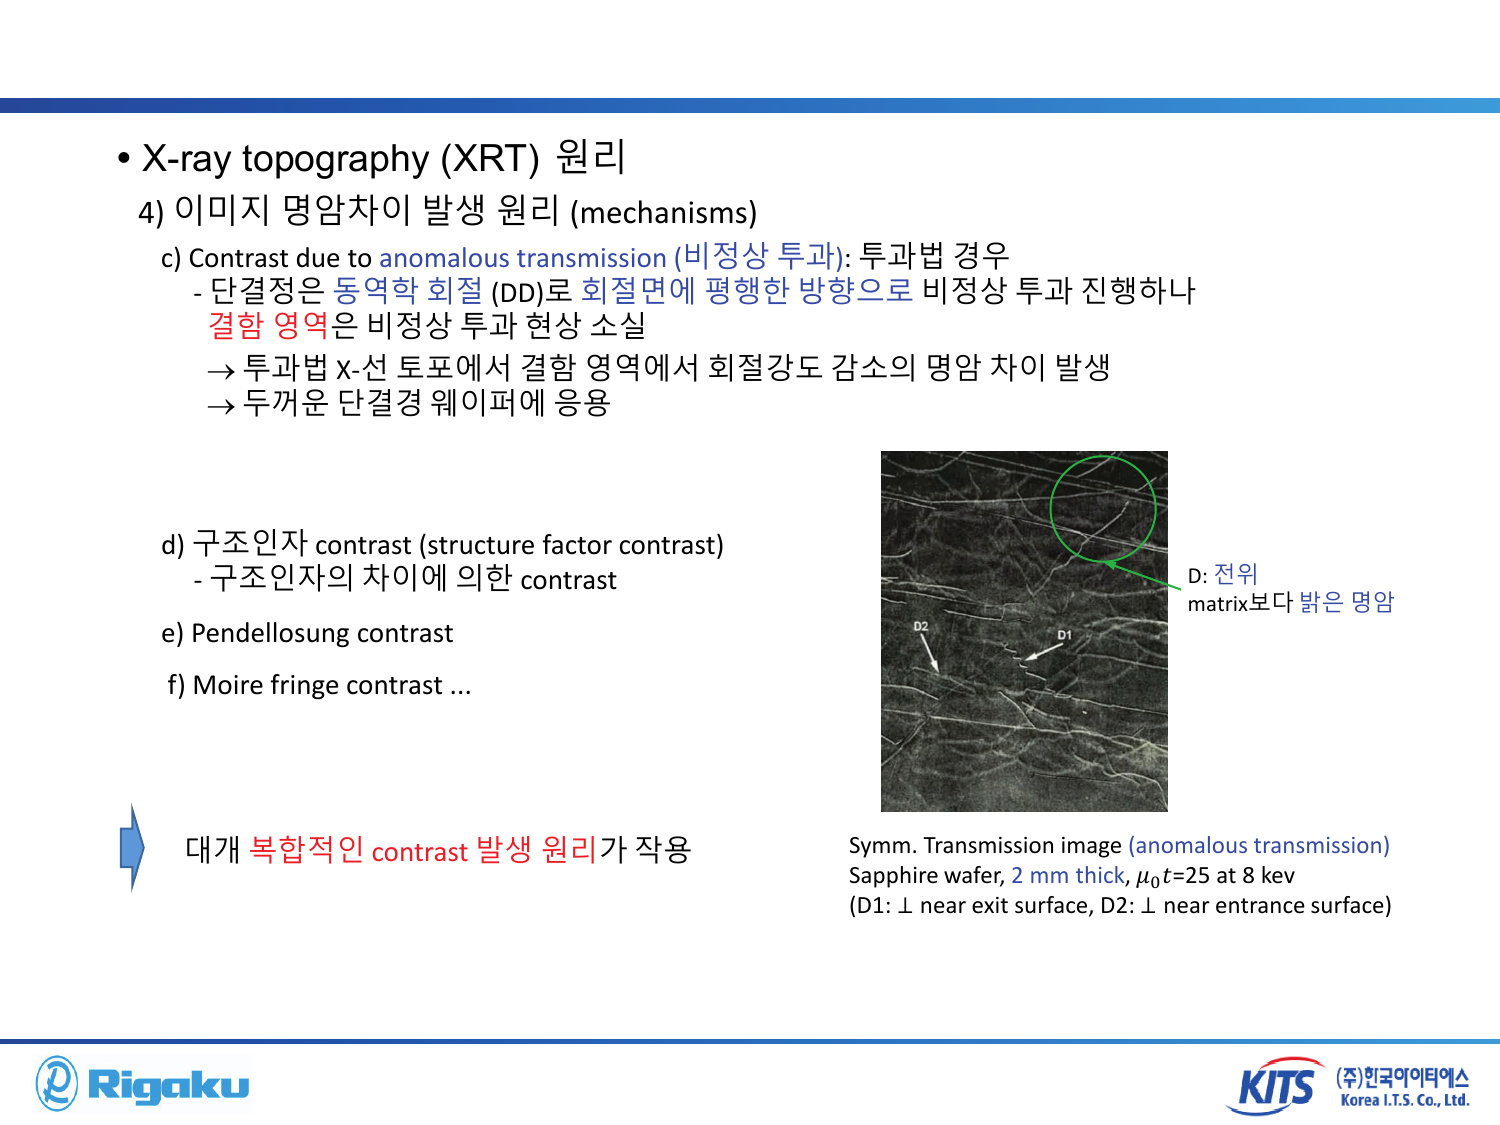 • X-ray topography (XRT) 원리
4) 이미지 명암차이 발생 원리 (mechanisms)
c) Contrast due to anomalous transmission (비정상 투과): 투과법 경우
- 단결정은 동역학 회절 (DD)로 회절면에 평행한 방향으로 비정상 투과 진행하나
결함 영역은 비정상 투과 현상 소실
→ 투과법 X-선 토포에서 결함 영역에서 회절강도 감소의 명암 차이 발생
→ 두꺼운 단결경 웨이퍼에 응용
d) 구조인자 contrast (structure factor contrast)
- 구조인자의 차이에 의한 contrast
e) Pendellosung contrast
f) Moire fringe contrast ...
대개 복합적인 contrast 발생 원리가 작용
D2
D1
D: 전위
matrix보다 밝은 명암
Symm. Transmission image (anomalous transmission)
Sapphire wafer, 2 mm thick, μ₀t=25 at 8 kev
(D1: ⊥ near exit surface, D2: ⊥ near entrance surface)
Rigaku
KITS (주)한국아이티에스
Korea I.T.S. Co., Ltd.